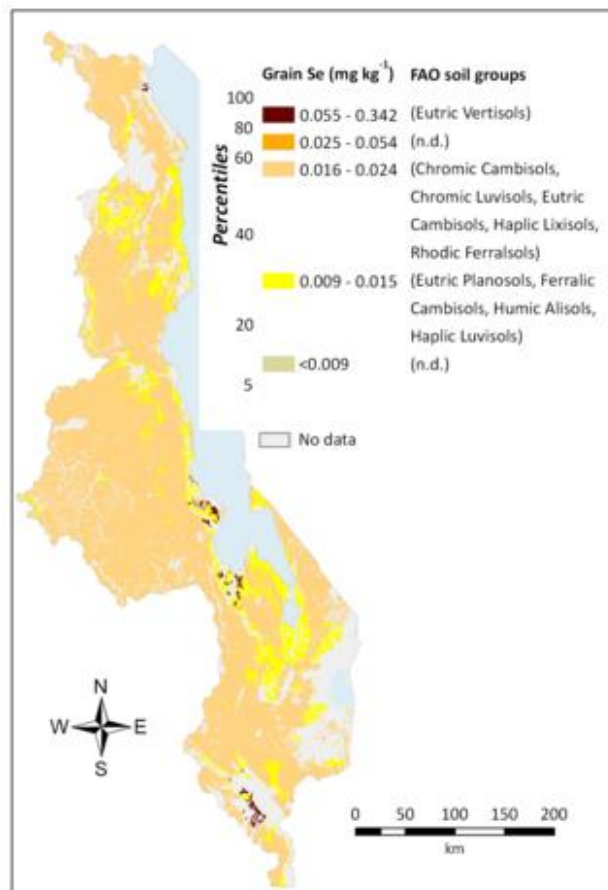 Grain Se (mg kg⁻¹) FAO soil groups
Percentiles
100
80
60
40
20
5
0.055 - 0.342 (Eutric Vertisols)
0.025 - 0.054 (n.d.)
0.016 - 0.024 (Chromic Cambisols,
Chromic Luvisols, Eutric
Cambisols, Haplic Lixisols,
Rhodic Ferralsols)
0.009 - 0.015 (Eutric Planosols, Ferralic
Cambisols, Humic Alisols,
Haplic Luvisols)
<0.009 (n.d.)
No data
N
W E
S
0 50 100 150 200
km